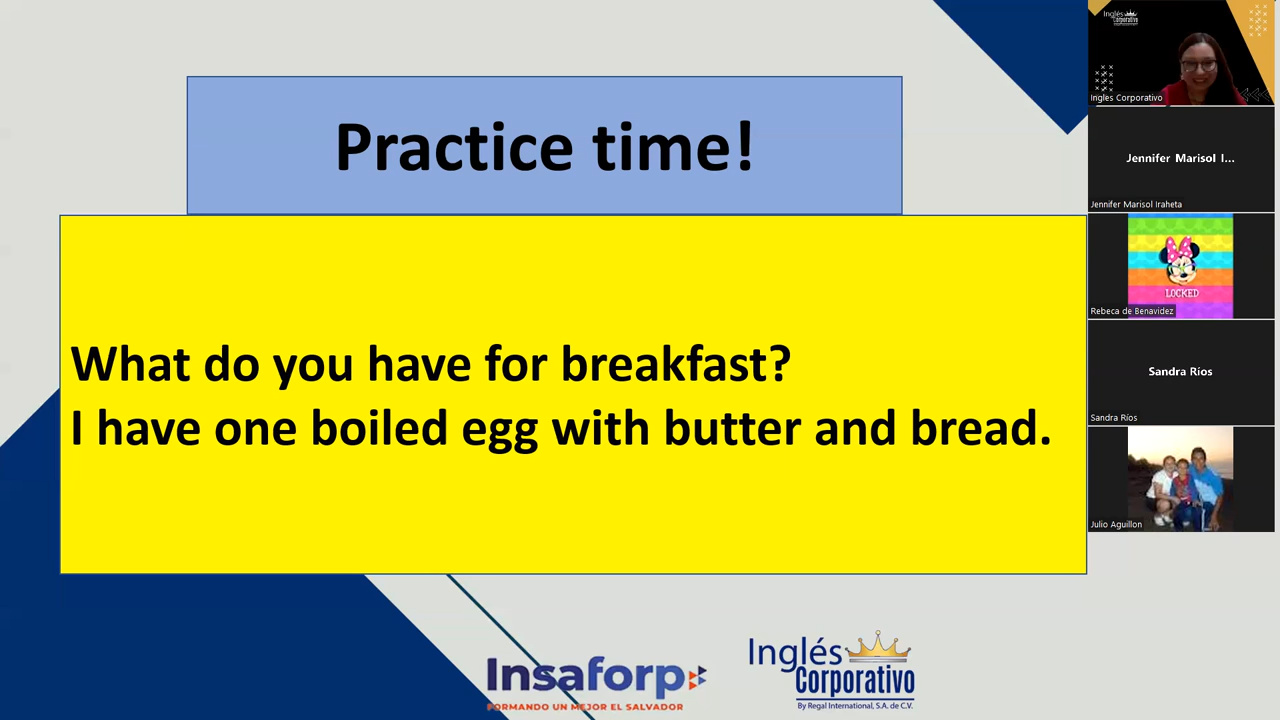 Practice time!
What do you have for breakfast?
I have one boiled egg with butter and bread.
Insaforp
FORMANDO UN MEJOR EL SALVADOR
Inglés
Corporativo
By Regal International, S.A. de C.V.
Inglés
Corporativo
Ingles Corporativo
Jennifer Marisol I...
Jennifer Marisol Iraheta
LOCKED
Rebeca de Benavidez
Sandra Ríos
Sandra Ríos
Julio Aguillon